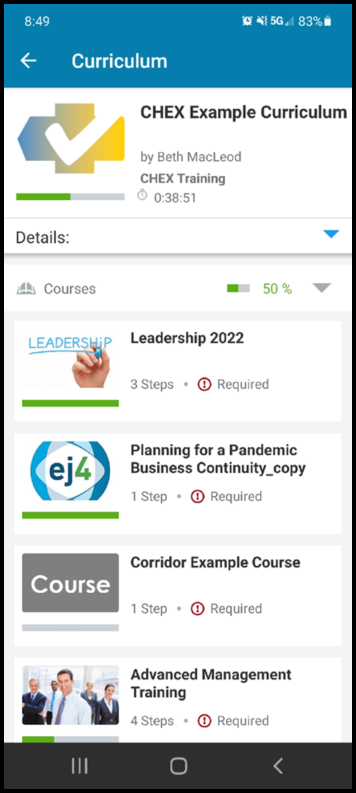 8:49
5G 83%
Curriculum
CHEX Example Curriculum
by Beth MacLeod
CHEX Training
0:38:51
Details:
Courses
50 %
LEADERSHiP
Leadership 2022
3 Steps • Required
ej4
Planning for a Pandemic
Business Continuity_copy
1 Step • Required
Course
Corridor Example Course
1 Step • Required
Advanced Management
Training
4 Steps • Required